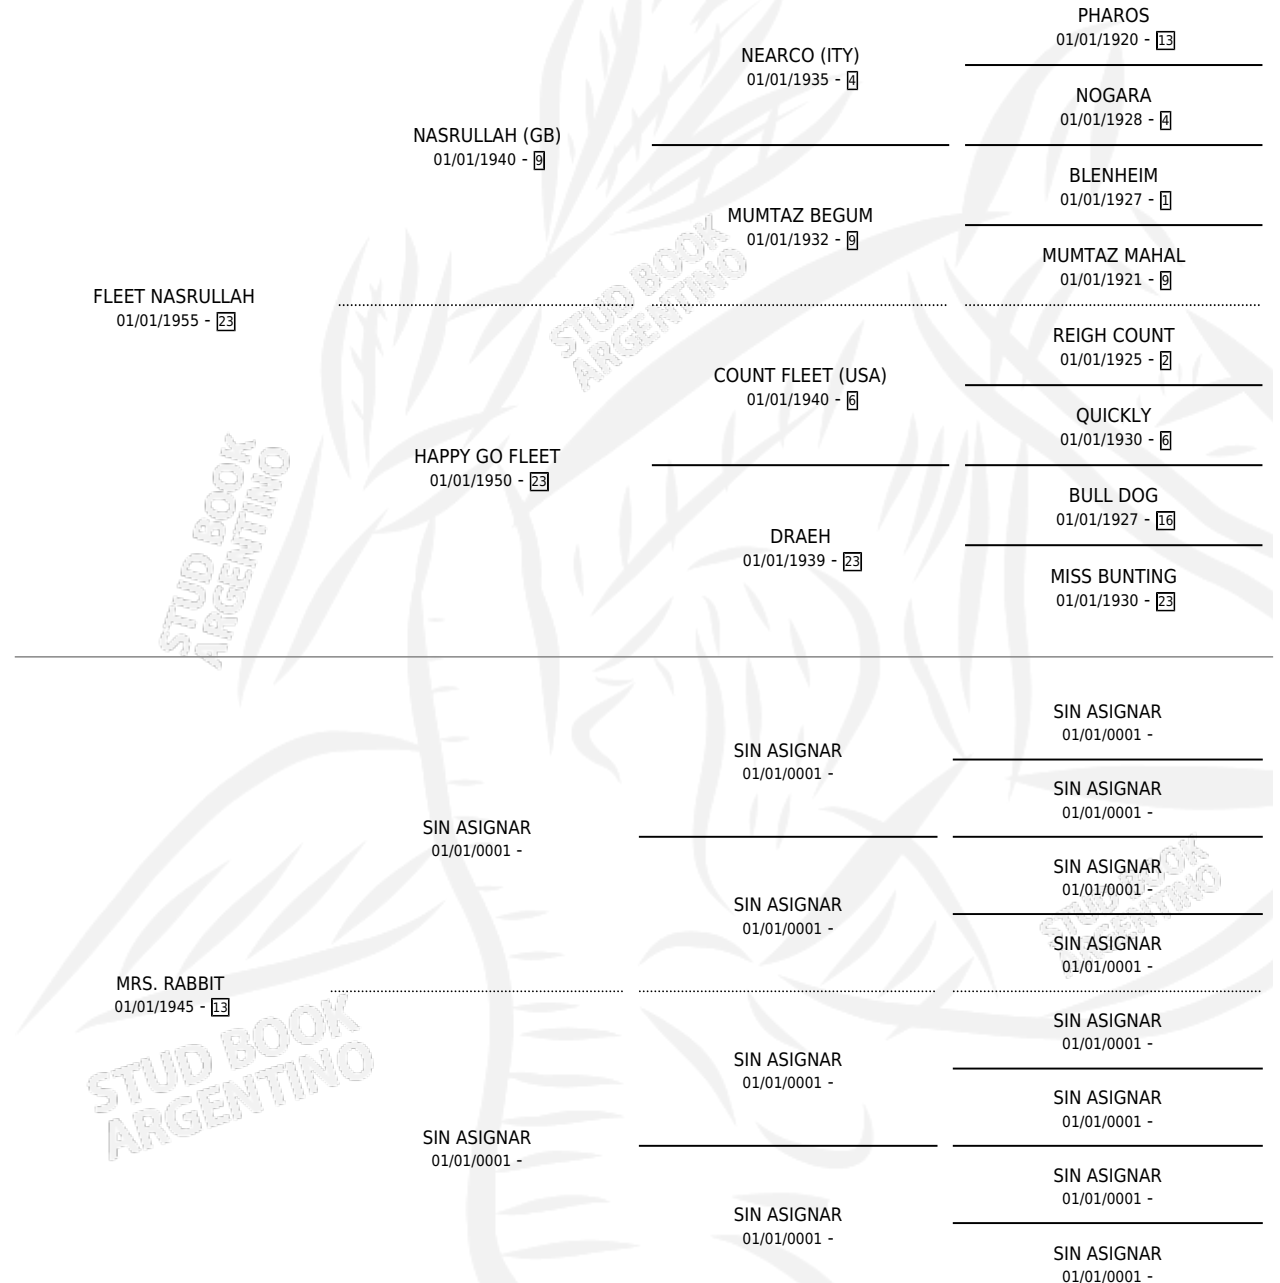 PHAROS
01/01/1920 - 13
NEARCO (ITY)
01/01/1935 - 4
NOGARA
01/01/1928 - 4
NASRULLAH (GB)
01/01/1940 - 9
BLENHEIM
01/01/1927 - 1
MUMTAZ BEGUM
01/01/1932 - 9
MUMTAZ MAHAL
01/01/1921 - 9
FLEET NASRULLAH
01/01/1955 - 23
REIGH COUNT
01/01/1925 - 2
COUNT FLEET (USA)
01/01/1940 - 6
QUICKLY
01/01/1930 - 6
HAPPY GO FLEET
01/01/1950 - 23
BULL DOG
01/01/1927 - 16
DRAEH
01/01/1939 - 23
MISS BUNTING
01/01/1930 - 23
STUD BOOK
ARGENTINO
STUD BOOK
ARGENTINO
SIN ASIGNAR
01/01/0001 -
SIN ASIGNAR
01/01/0001 -
SIN ASIGNAR
01/01/0001 -
SIN ASIGNAR
01/01/0001 -
SIN ASIGNAR
01/01/0001 -
SIN ASIGNAR
01/01/0001 -
SIN ASIGNAR
01/01/0001 -
MRS. RABBIT
01/01/1945 - 13
SIN ASIGNAR
01/01/0001 -
SIN ASIGNAR
01/01/0001 -
SIN ASIGNAR
01/01/0001 -
SIN ASIGNAR
01/01/0001 -
SIN ASIGNAR
01/01/0001 -
SIN ASIGNAR
01/01/0001 -
SIN ASIGNAR
01/01/0001 -
STUD BOOK
ARGENTINO
STUD BOOK
ARGENTINO